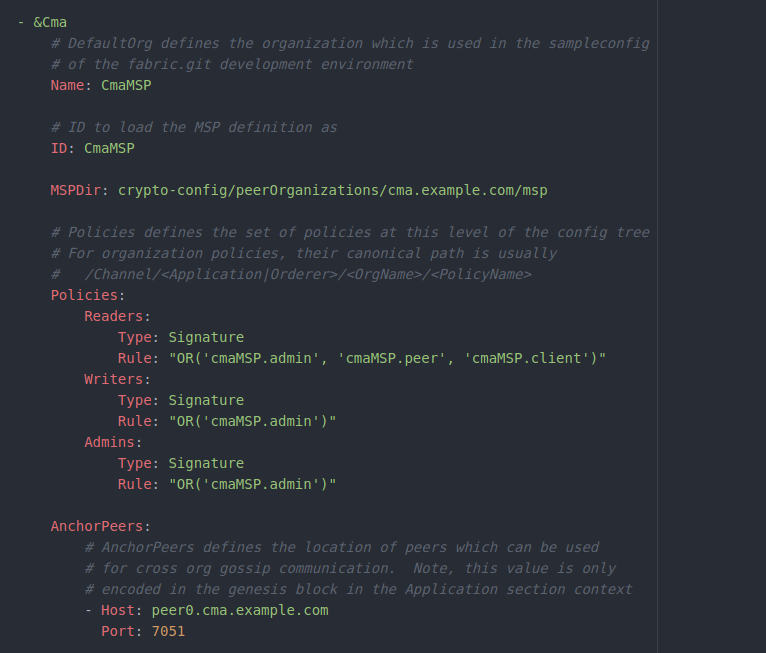 - &Cma
# DefaultOrg defines the organization which is used in the sampleconfig
# of the fabric.git development environment
Name: CmaMSP
# ID to load the MSP definition as
ID: CmaMSP
MSPDir: crypto-config/peerOrganizations/cma.example.com/msp
# Policies defines the set of policies at this level of the config tree
# For organization policies, their canonical path is usually
#   /Channel/<Application|Orderer>/<OrgName>/<PolicyName>
Policies:
Readers:
Type: Signature
Rule: "OR('cmaMSP.admin', 'cmaMSP.peer', 'cmaMSP.client')"
Writers:
Type: Signature
Rule: "OR('cmaMSP.admin')"
Admins:
Type: Signature
Rule: "OR('cmaMSP.admin')"
AnchorPeers:
# AnchorPeers defines the location of peers which can be used
# for cross org gossip communication.  Note, this value is only
# encoded in the genesis block in the Application section context
- Host: peer0.cma.example.com
Port: 7051